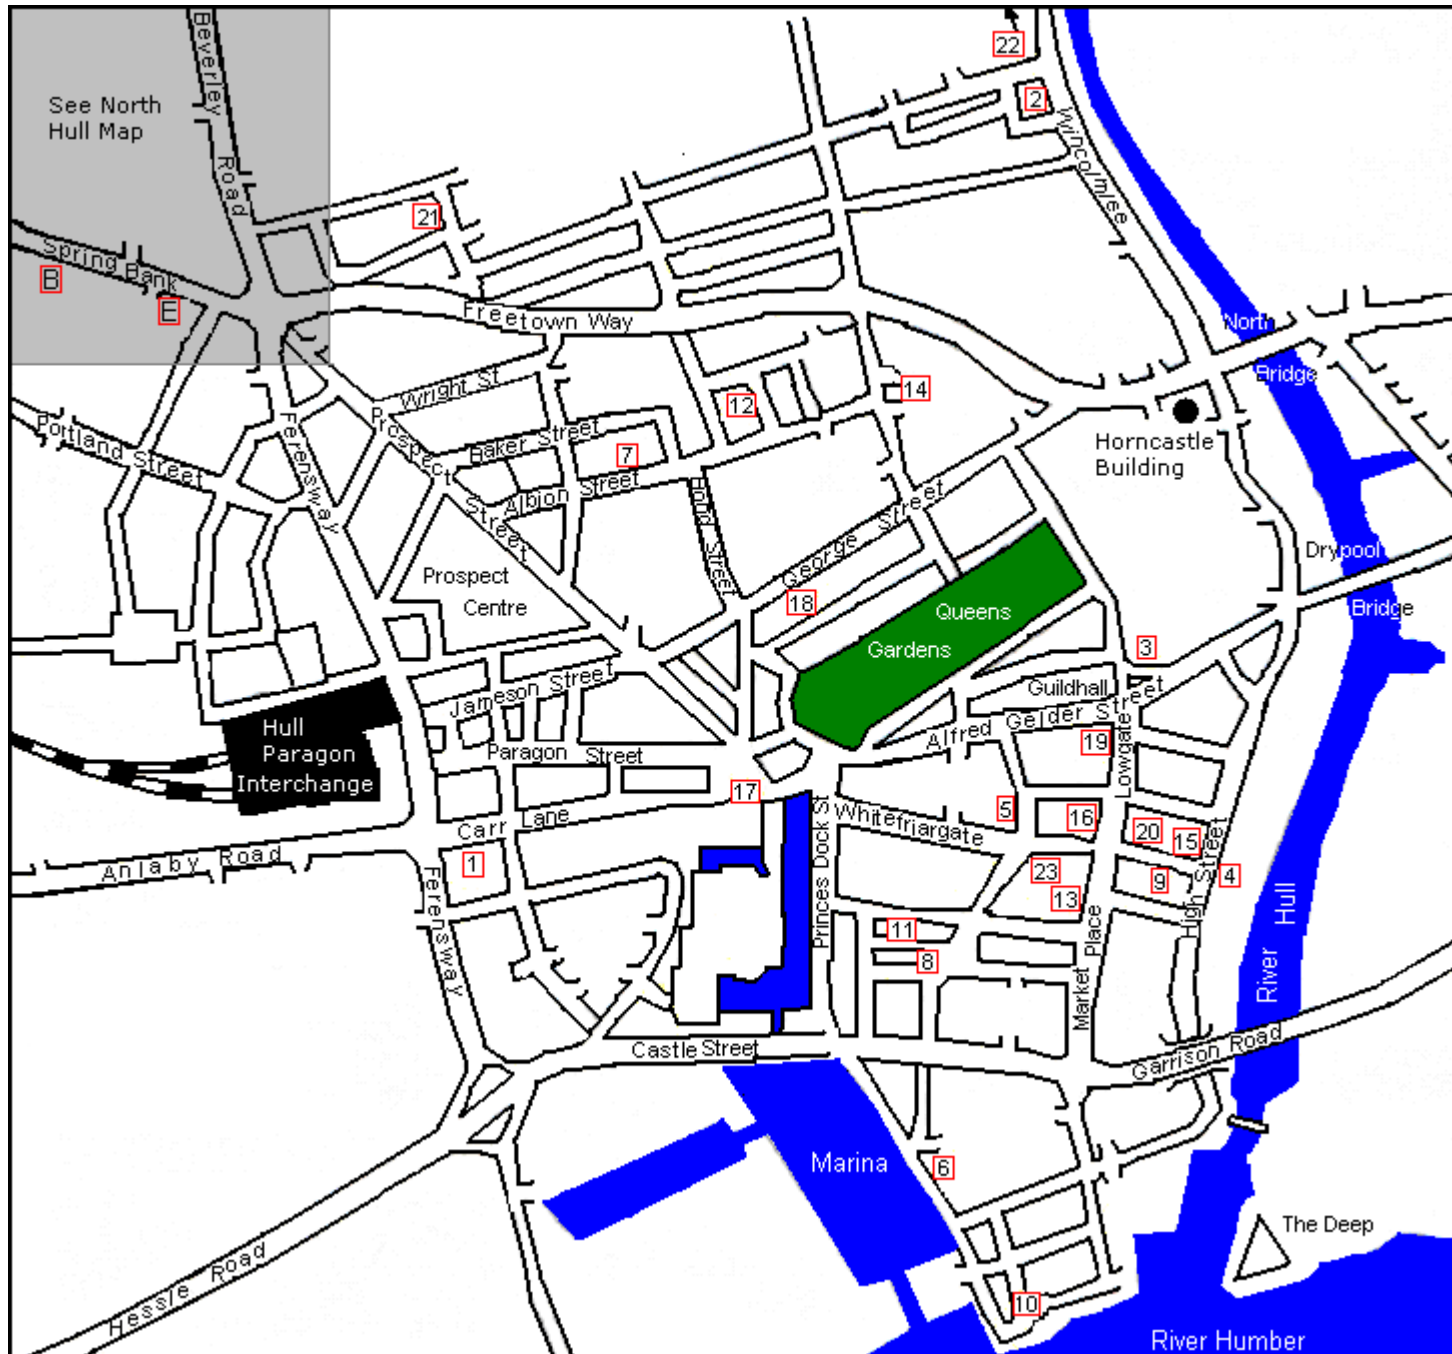 22
2
See North
Hull Map
Beverley
Road
Wincolmlee
21
Spring Bank
B
E
Freetown Way
North
Bridge
Wright St
14
12
Portland Street
Ferensway
Prospect
Street
Baker Street
7
Horncastle
Building
Albion Street
Bond Street
George Street
Drypool
Bridge
Prospect
Centre
18
Queens
Gardens
3
Guildhall
Jameson Street
Alfred Gelder Street
Hull
Paragon
Interchange
Paragon Street
19
Lowgate
17
Princes Dock St
Whitefriargate
5
16
20
15
Carr Lane
Anlaby Road
1
23
13
9
4
High Street
River Hull
Ferensway
11
8
Market Place
Castle Street
Garrison Road
Marina
6
The Deep
Hessle Road
10
River Humber